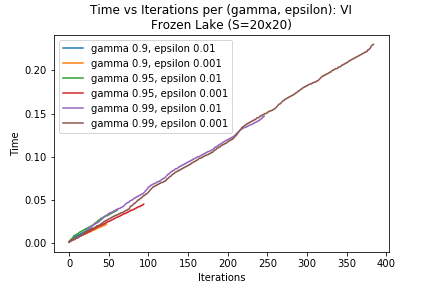 Time vs Iterations per (gamma, epsilon): VI
Frozen Lake (S=20x20)
gamma 0.9, epsilon 0.01
gamma 0.9, epsilon 0.001
gamma 0.95, epsilon 0.01
gamma 0.95, epsilon 0.001
gamma 0.99, epsilon 0.01
gamma 0.99, epsilon 0.001
Time
0.20
0.15
0.10
0.05
0.00
0 50 100 150 200 250 300 350 400
Iterations